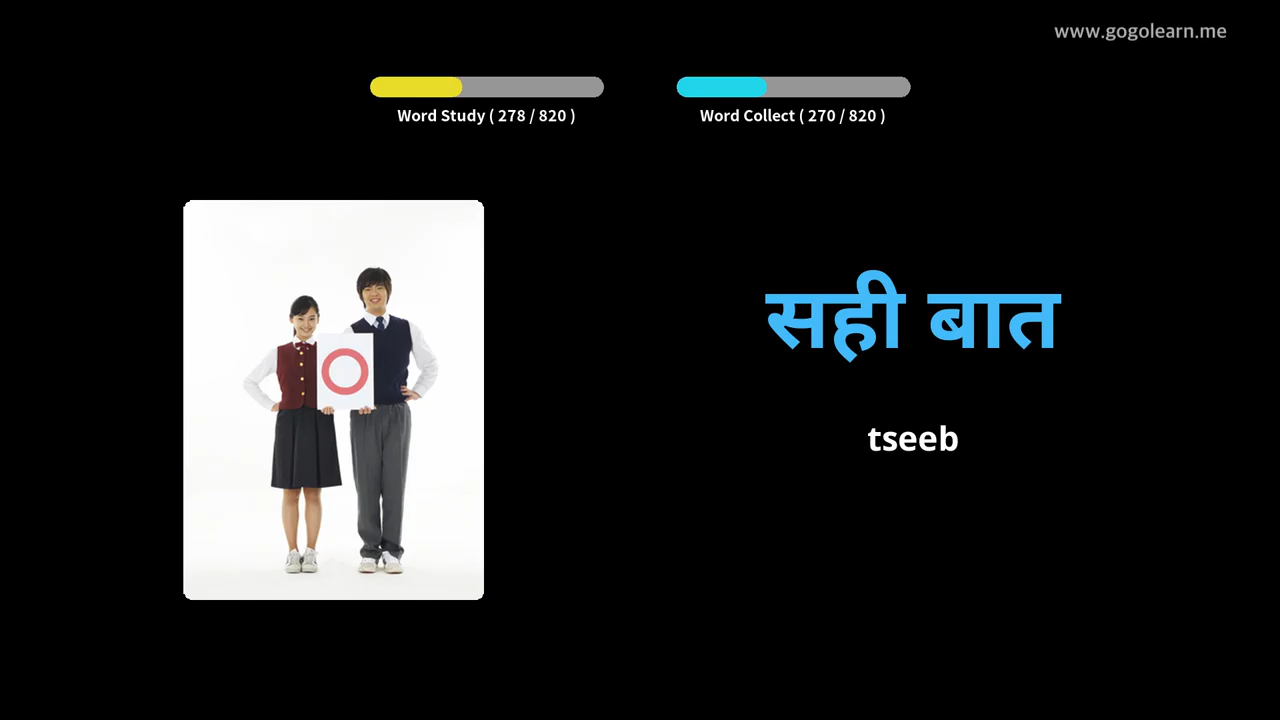 www.gogolearn.me
Word Study ( 278 / 820 )
Word Collect ( 270 / 820 )
सही बात
tseeb